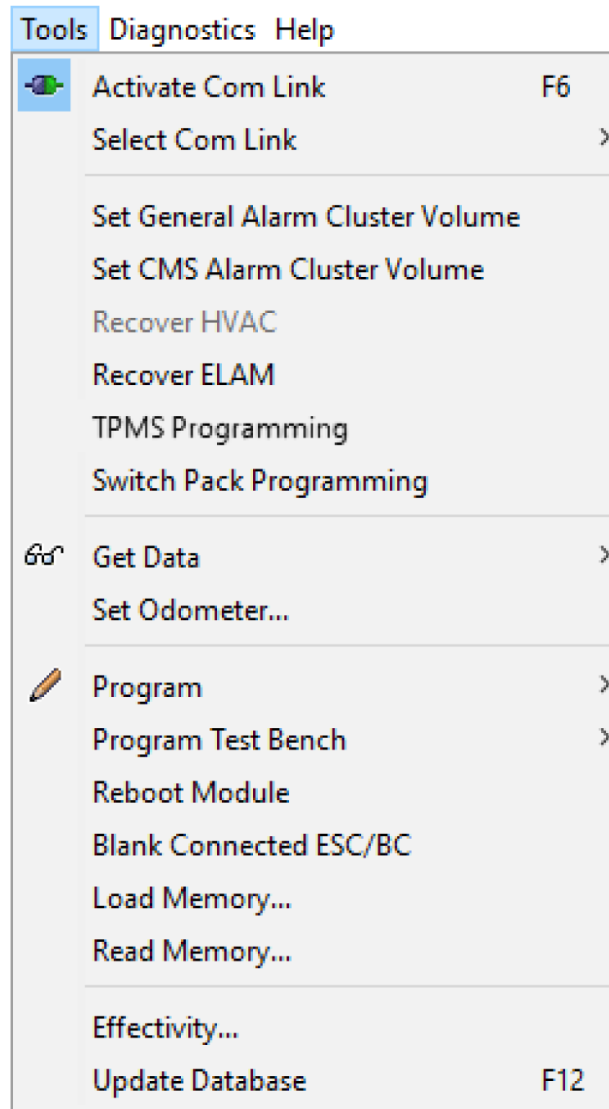 Tools Diagnostics Help
Activate Com Link F6
Select Com Link
Set General Alarm Cluster Volume
Set CMS Alarm Cluster Volume
Recover HVAC
Recover ELAM
TPMS Programming
Switch Pack Programming
Get Data
Set Odometer...
Program
Program Test Bench
Reboot Module
Blank Connected ESC/BC
Load Memory...
Read Memory...
Effectivity...
Update Database F12